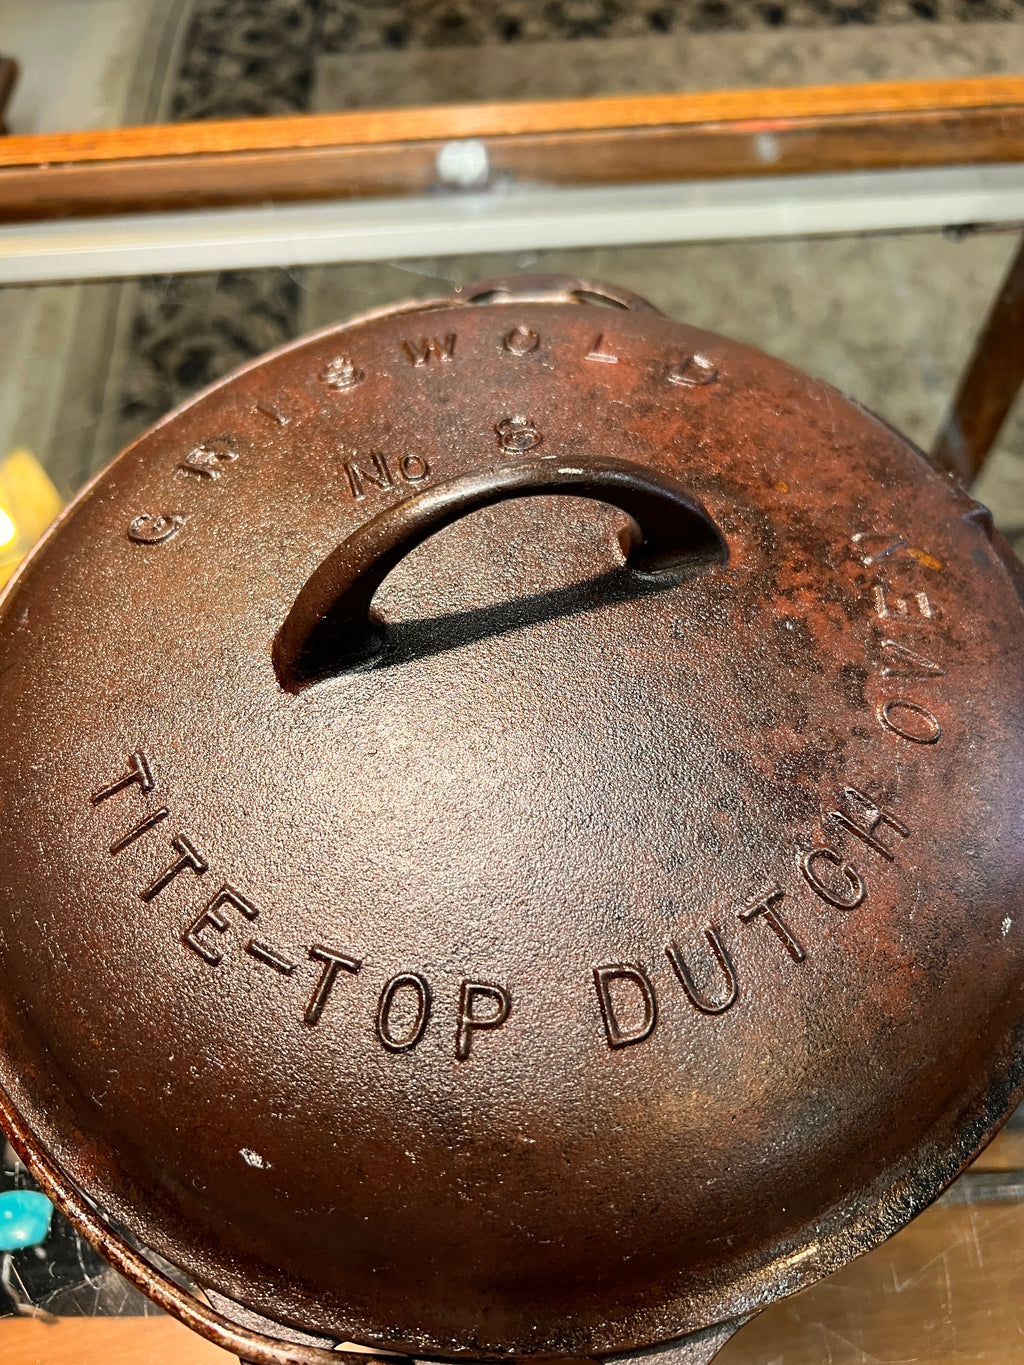 GRISWOLD
No 8
TITE-TOP DUTCH OVEN